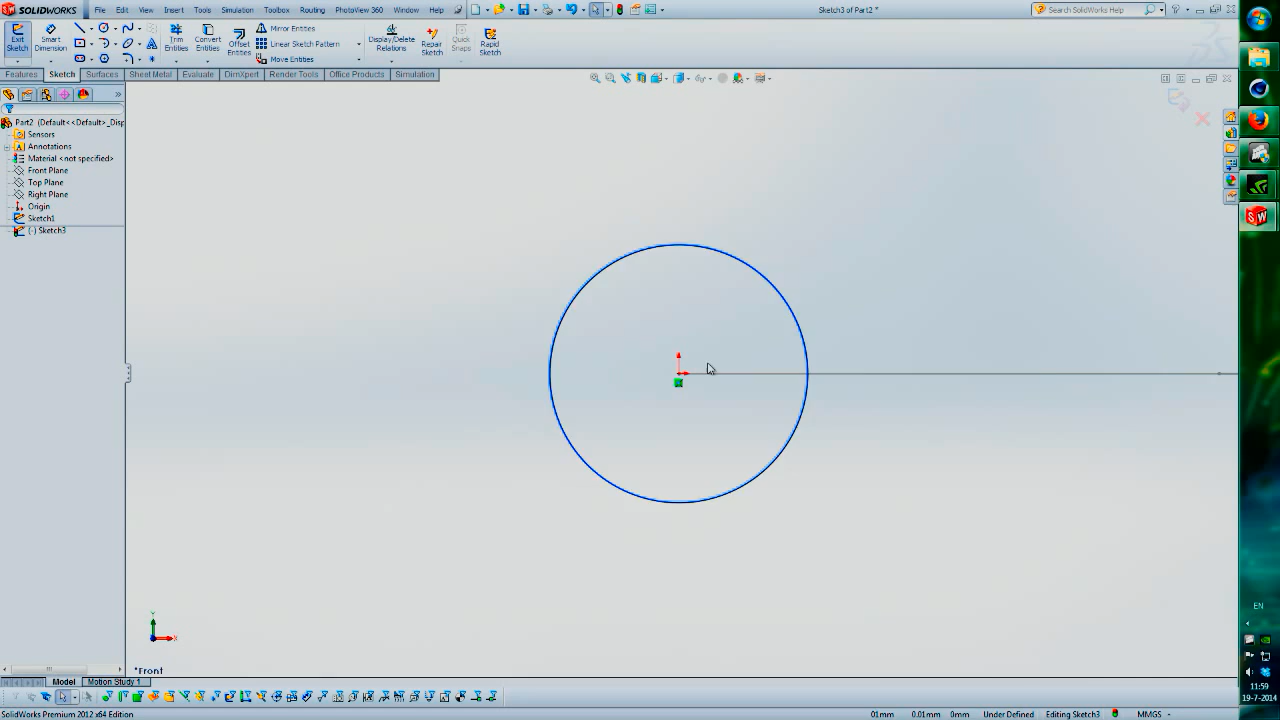 SOLIDWORKS File Edit View Insert Tools Simulation Toolbox Routing PhotoView 360 Window Help Sketch3 of Part2 * Search SolidWorks Help
Exit Sketch
Smart Dimension
Trim Entities
Convert Entities
Offset Entities
Mirror Entities
Linear Sketch Pattern
Move Entities
Display/Delete Relations
Repair Sketch
Quick Snaps
Rapid Sketch
Features Sketch Surfaces Sheet Metal Evaluate DimXpert Render Tools Office Products Simulation
Part2 (Default<<Default>_Disp
Sensors
Annotations
Material <not specified>
Front Plane
Top Plane
Right Plane
Origin
Sketch1
(-) Sketch3
Y
X
*Front
Model Motion Study 1
SolidWorks Premium 2012 x64 Edition 01mm 0.01mm 0mm Under Defined Editing Sketch3 MMGS
EN
11:59
19-7-2014